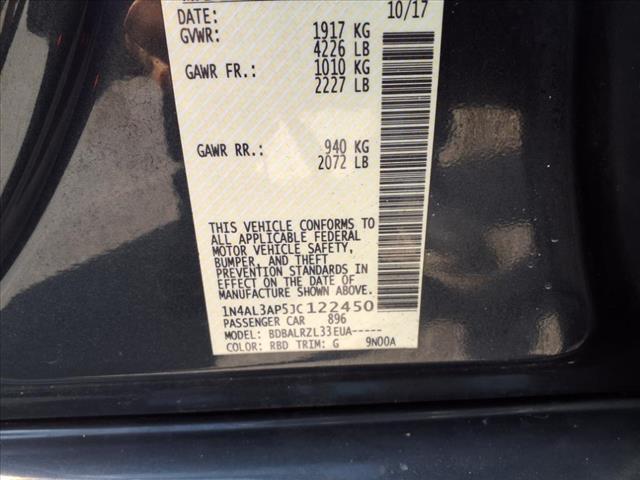 DATE: 10/17
GVWR: 1917 KG
4226 LB
GAWR FR.: 1010 KG
2227 LB
GAWR RR.: 940 KG
2072 LB
THIS VEHICLE CONFORMS TO
ALL APPLICABLE FEDERAL
MOTOR VEHICLE SAFETY,
BUMPER, AND THEFT
PREVENTION STANDARDS IN
EFFECT ON THE DATE OF
MANUFACTURE SHOWN ABOVE.
1N4AL3AP5JC122450
PASSENGER CAR 896
MODEL: BDBALRZL33EUA-----
COLOR: RBD TRIM: G 9N00A